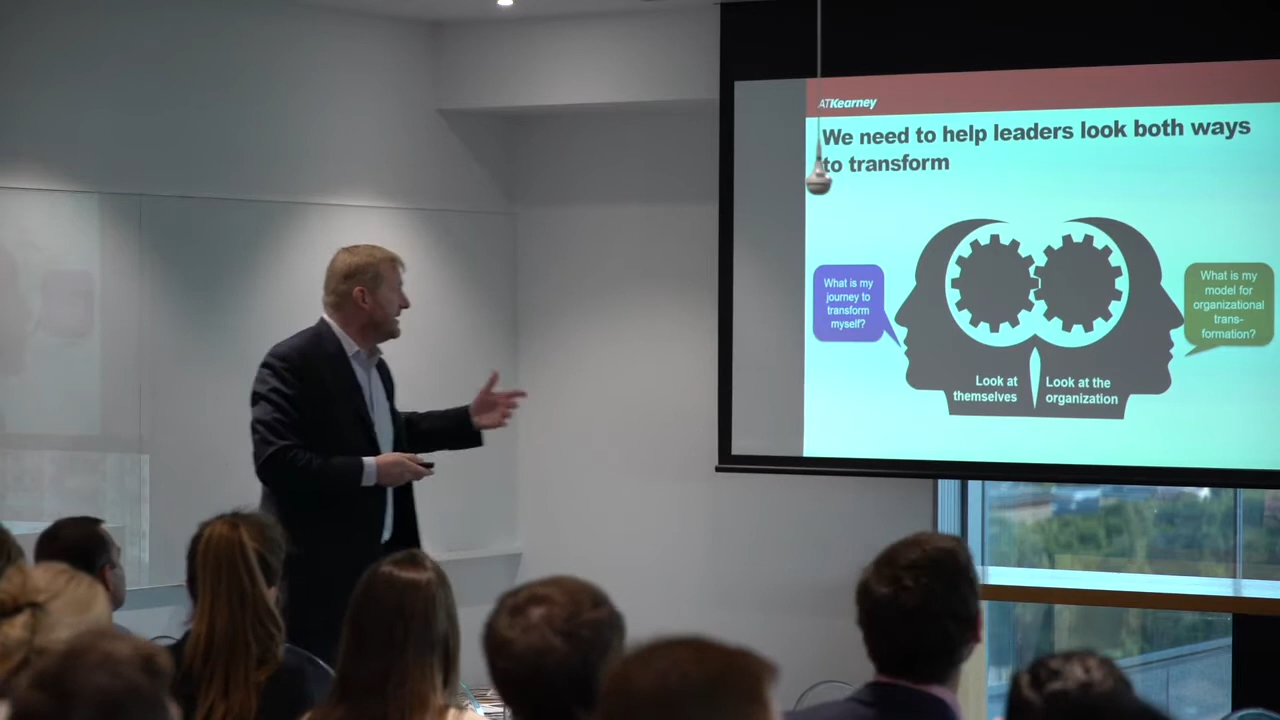 ATKearney
We need to help leaders look both ways
to transform
What is my
journey to
transform
myself?
What is my
model for
organizational
trans-
formation?
Look at
themselves
Look at the
organization